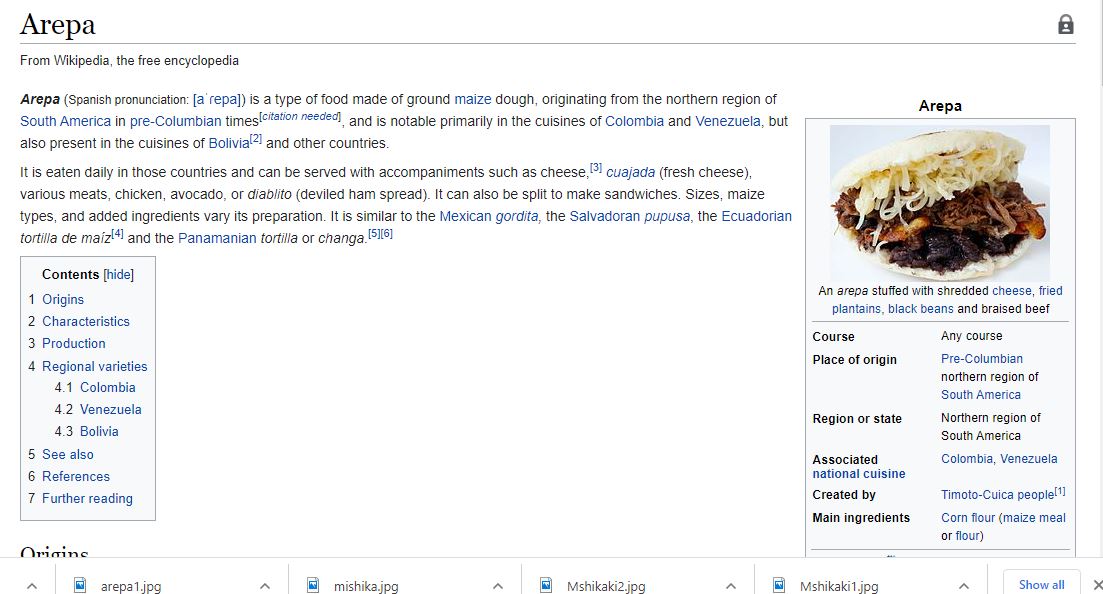 Arepa
From Wikipedia, the free encyclopedia
Arepa (Spanish pronunciation: [aˈɾepa]) is a type of food made of ground maize dough, originating from the northern region of
South America in pre-Columbian times[citation needed], and is notable primarily in the cuisines of Colombia and Venezuela, but
also present in the cuisines of Bolivia[2] and other countries.
It is eaten daily in those countries and can be served with accompaniments such as cheese,[3] cuajada (fresh cheese),
various meats, chicken, avocado, or diablito (deviled ham spread). It can also be split to make sandwiches. Sizes, maize
types, and added ingredients vary its preparation. It is similar to the Mexican gordita, the Salvadoran pupusa, the Ecuadorian
tortilla de maíz[4] and the Panamanian tortilla or changa.[5][6]
Contents [hide]
1 Origins
2 Characteristics
3 Production
4 Regional varieties
4.1 Colombia
4.2 Venezuela
4.3 Bolivia
5 See also
6 References
7 Further reading
Origins
Arepa
An arepa stuffed with shredded cheese, fried
plantains, black beans and braised beef
Course Any course
Place of origin Pre-Columbian
northern region of
South America
Region or state Northern region of
South America
Associated Colombia, Venezuela
national cuisine
Created by Timoto-Cuica people[1]
Main ingredients Corn flour (maize meal
or flour)
arepa1.jpg
mishika.jpg
Mshikaki2.jpg
Mshikaki1.jpg
Show all